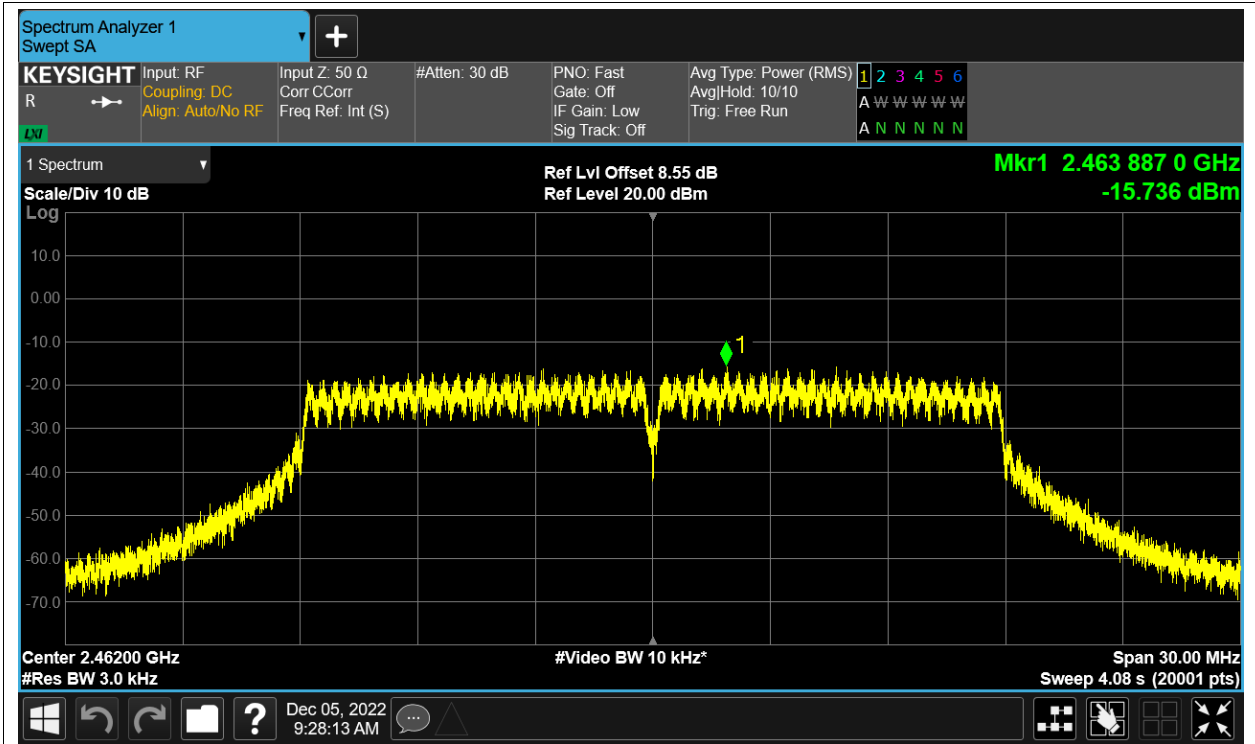 Spectrum Analyzer 1
Swept SA
+
KEYSIGHT
R
LXI
Input: RF
Coupling: DC
Align: Auto/No RF
Input Z: 50 Ω
Corr CCorr
Freq Ref: Int (S)
#Atten: 30 dB
PNO: Fast
Gate: Off
IF Gain: Low
Sig Track: Off
Avg Type: Power (RMS)
Avg|Hold: 10/10
Trig: Free Run
1 2 3 4 5 6
A W W W W W
A N N N N N
1 Spectrum
Scale/Div 10 dB
Log
Ref Lvl Offset 8.55 dB
Ref Level 20.00 dBm
Mkr1 2.463 887 0 GHz
-15.736 dBm
10.0
0.00
-10.0
-20.0
-30.0
-40.0
-50.0
-60.0
-70.0
1
Center 2.46200 GHz
#Res BW 3.0 kHz
#Video BW 10 kHz*
Span 30.00 MHz
Sweep 4.08 s (20001 pts)
?
Dec 05, 2022
9:28:13 AM